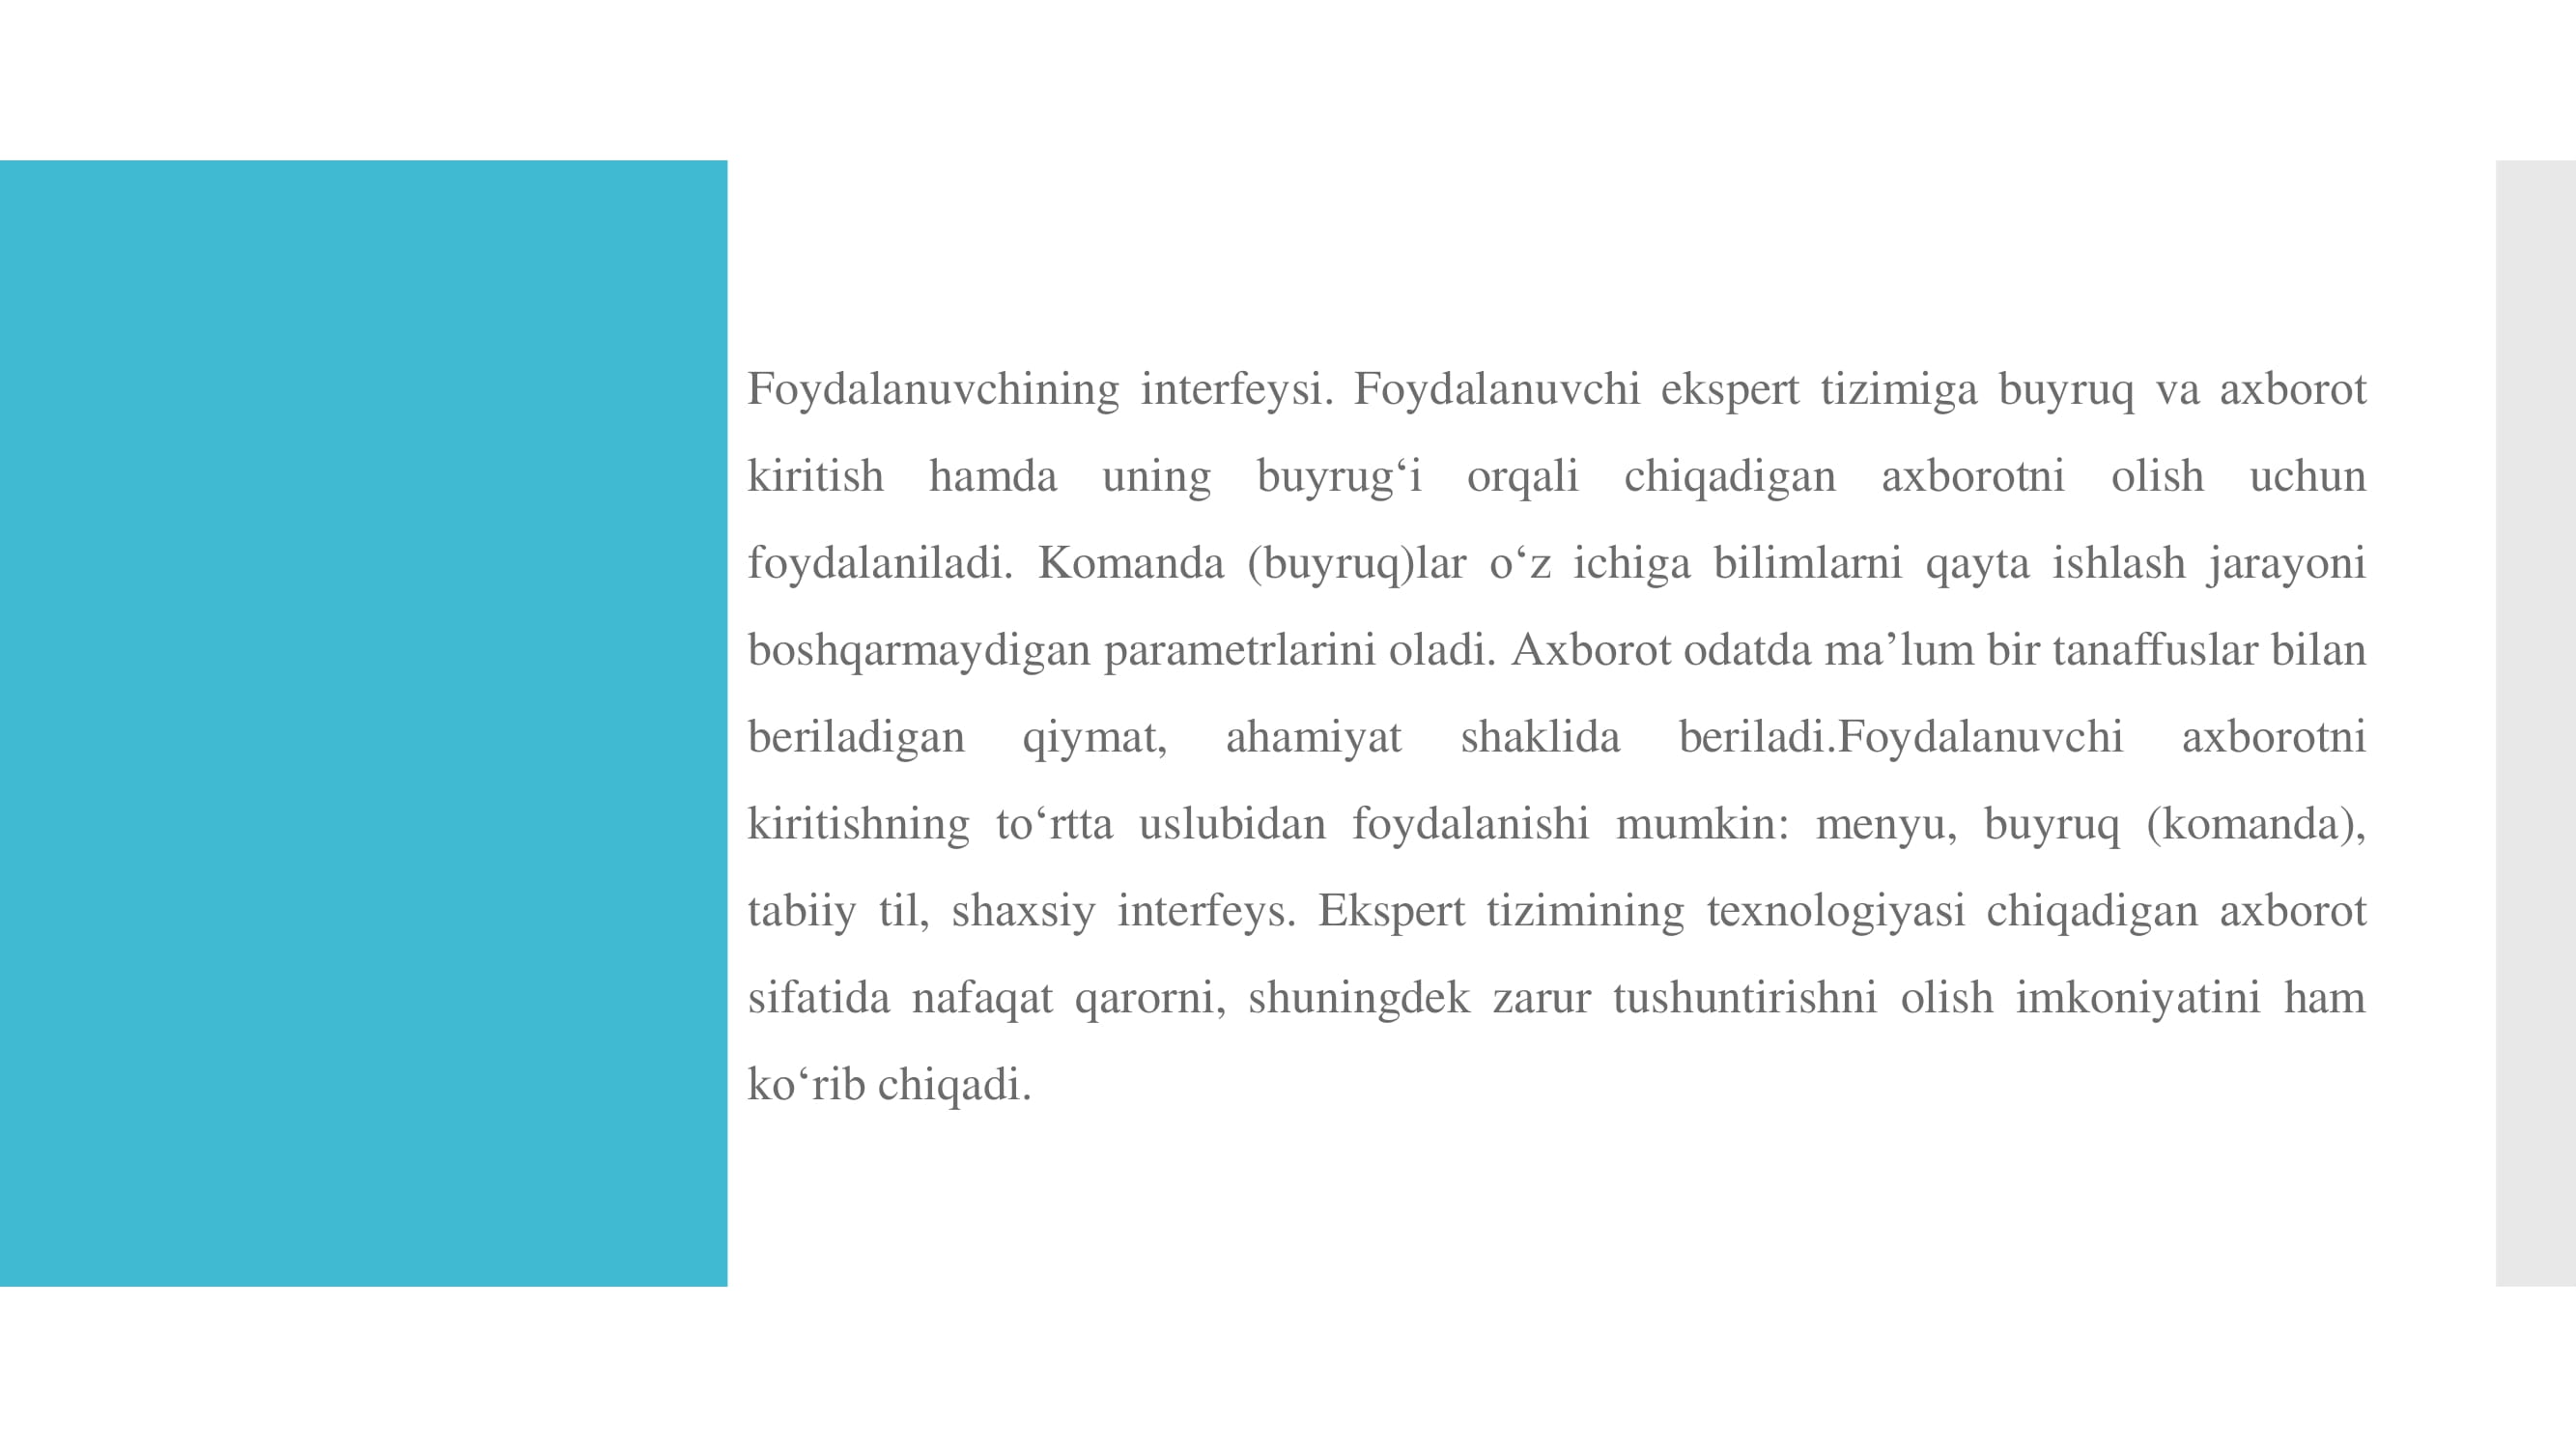 Foydalanuvchining interfeysi. Foydalanuvchi ekspert tizimiga buyruq va axborot
kiritish hamda uning buyrug‘i orqali chiqadigan axborotni olish uchun
foydalaniladi. Komanda (buyruq)lar o‘z ichiga bilimlarni qayta ishlash jarayoni
boshqarmaydigan parametrlarini oladi. Axborot odatda ma’lum bir tanaffuslar bilan
beriladigan qiymat, ahamiyat shaklida beriladi.Foydalanuvchi axborotni
kiritishning to‘rtta uslubidan foydalanishi mumkin: menyu, buyruq (komanda),
tabiiy til, shaxsiy interfeys. Ekspert tizimining texnologiyasi chiqadigan axborot
sifatida nafaqat qarorni, shuningdek zarur tushuntirishni olish imkoniyatini ham
ko‘rib chiqadi.